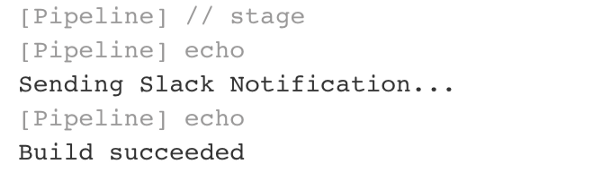 [Pipeline] // stage
[Pipeline] echo
Sending Slack Notification...
[Pipeline] echo
Build succeeded